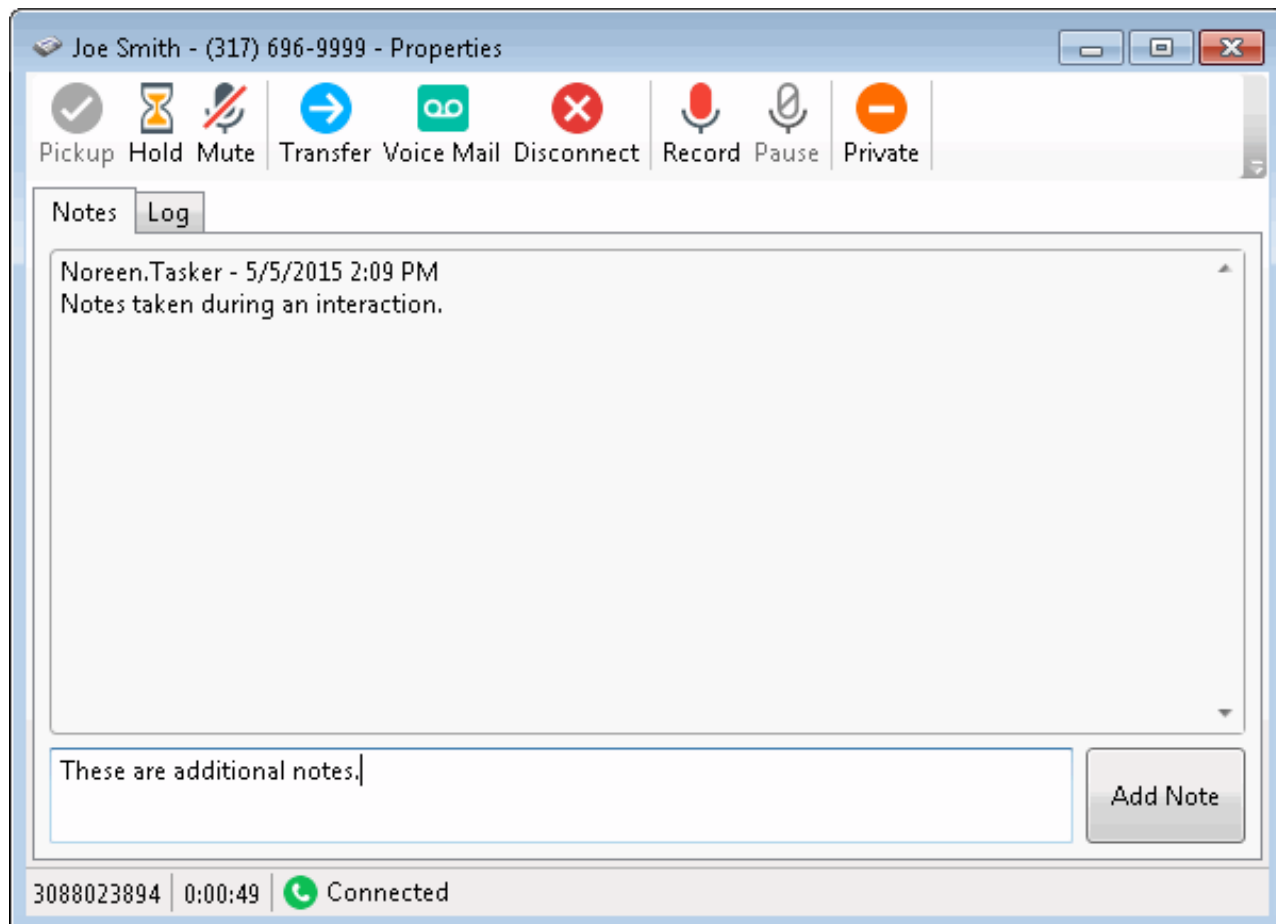 Joe Smith - (317) 696-9999 - Properties
Pickup Hold Mute Transfer Voice Mail Disconnect Record Pause Private
Notes Log
Noreen.Tasker - 5/5/2015 2:09 PM
Notes taken during an interaction.
These are additional notes.
Add Note
3088023894 0:00:49 Connected